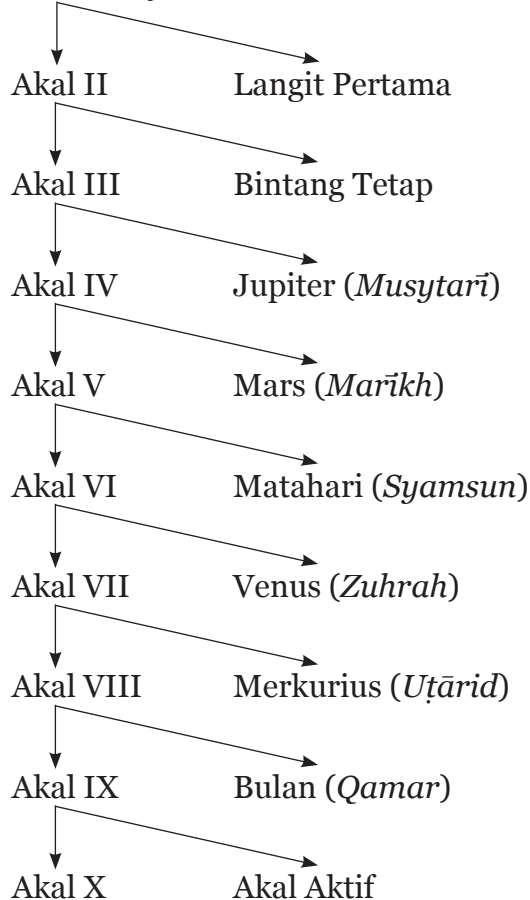 Akal II Langit Pertama
Akal III Bintang Tetap
Akal IV Jupiter (Musytarī)
Akal V Mars (Marīkh)
Akal VI Matahari (Syamsun)
Akal VII Venus (Zuhrah)
Akal VIII Merkurius (Uṭārid)
Akal IX Bulan (Qamar)
Akal X Akal Aktif